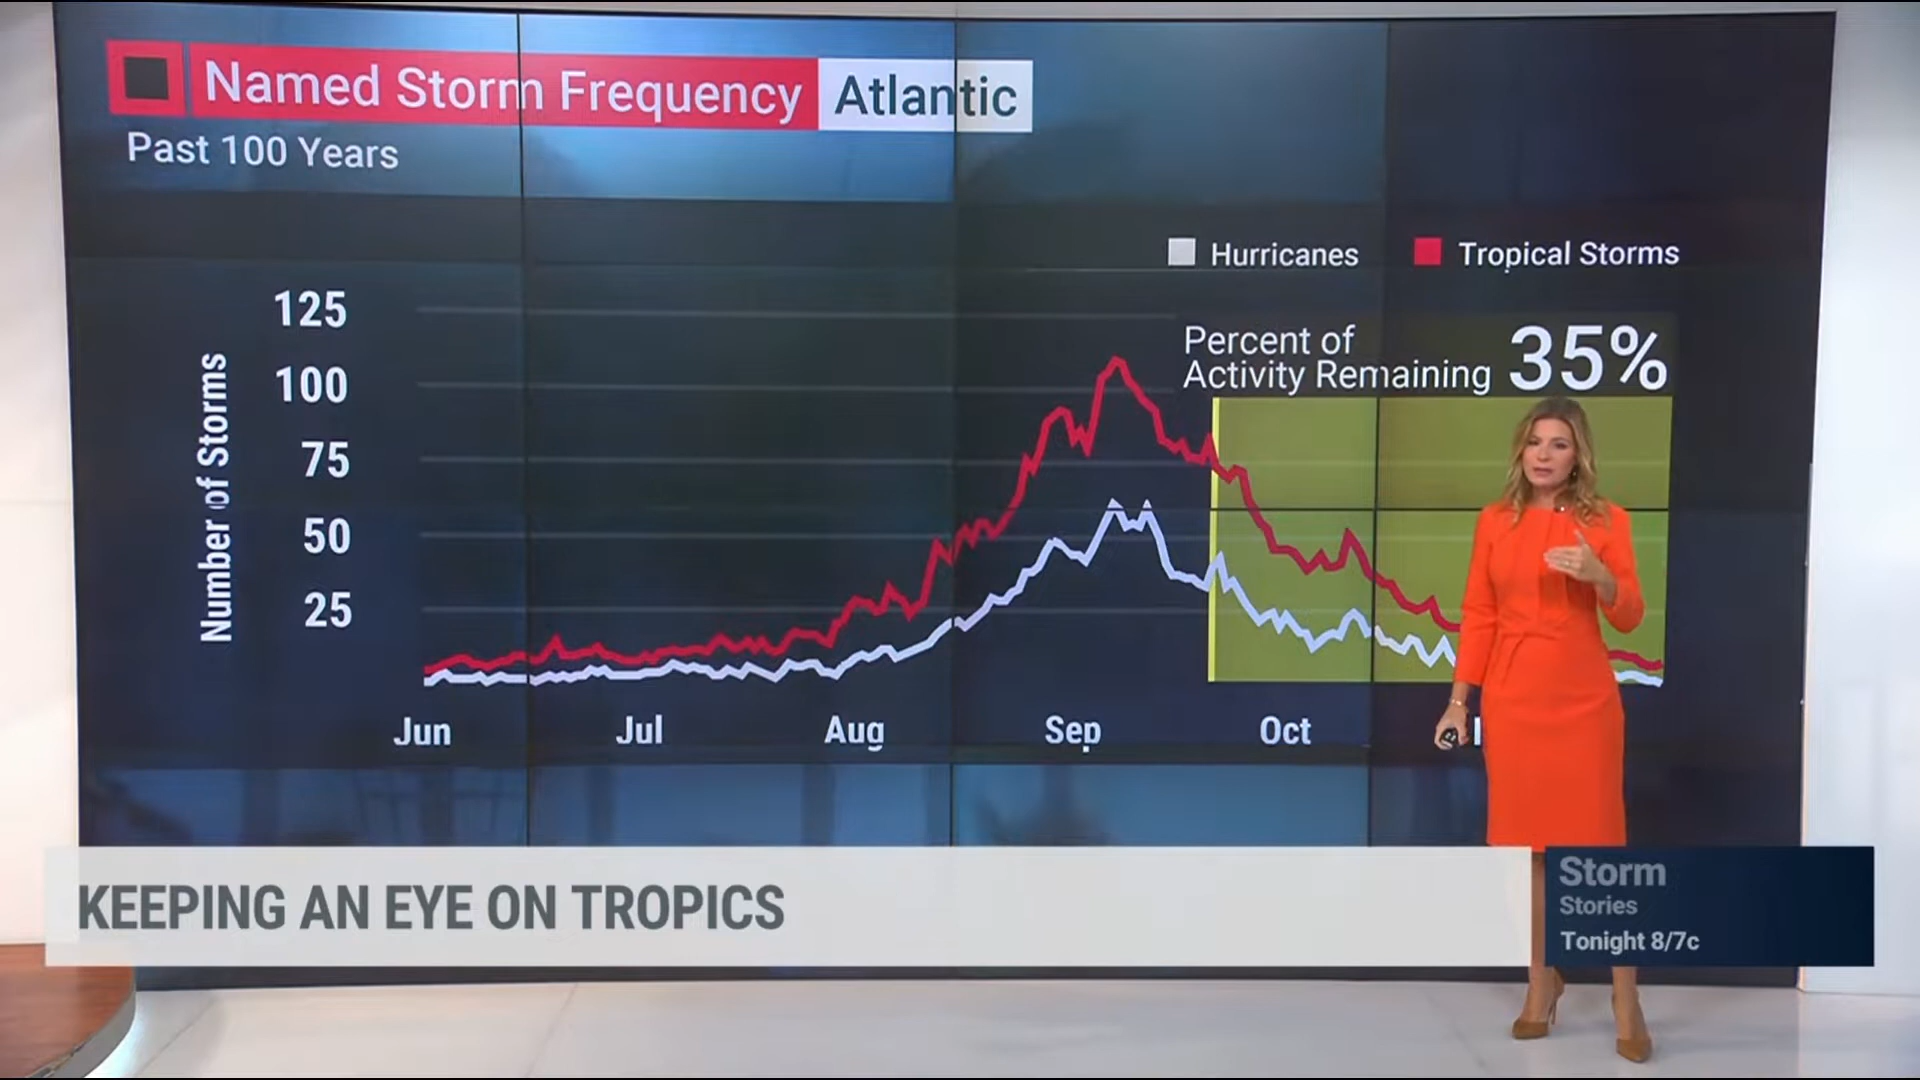 Named Storm Frequency Atlantic
Past 100 Years
Hurricanes Tropical Storms
Percent of
Activity Remaining 35%
Number of Storms
125
100
75
50
25
Jun Jul Aug Sep Oct
KEEPING AN EYE ON TROPICS
Storm
Stories
Tonight 8/7c